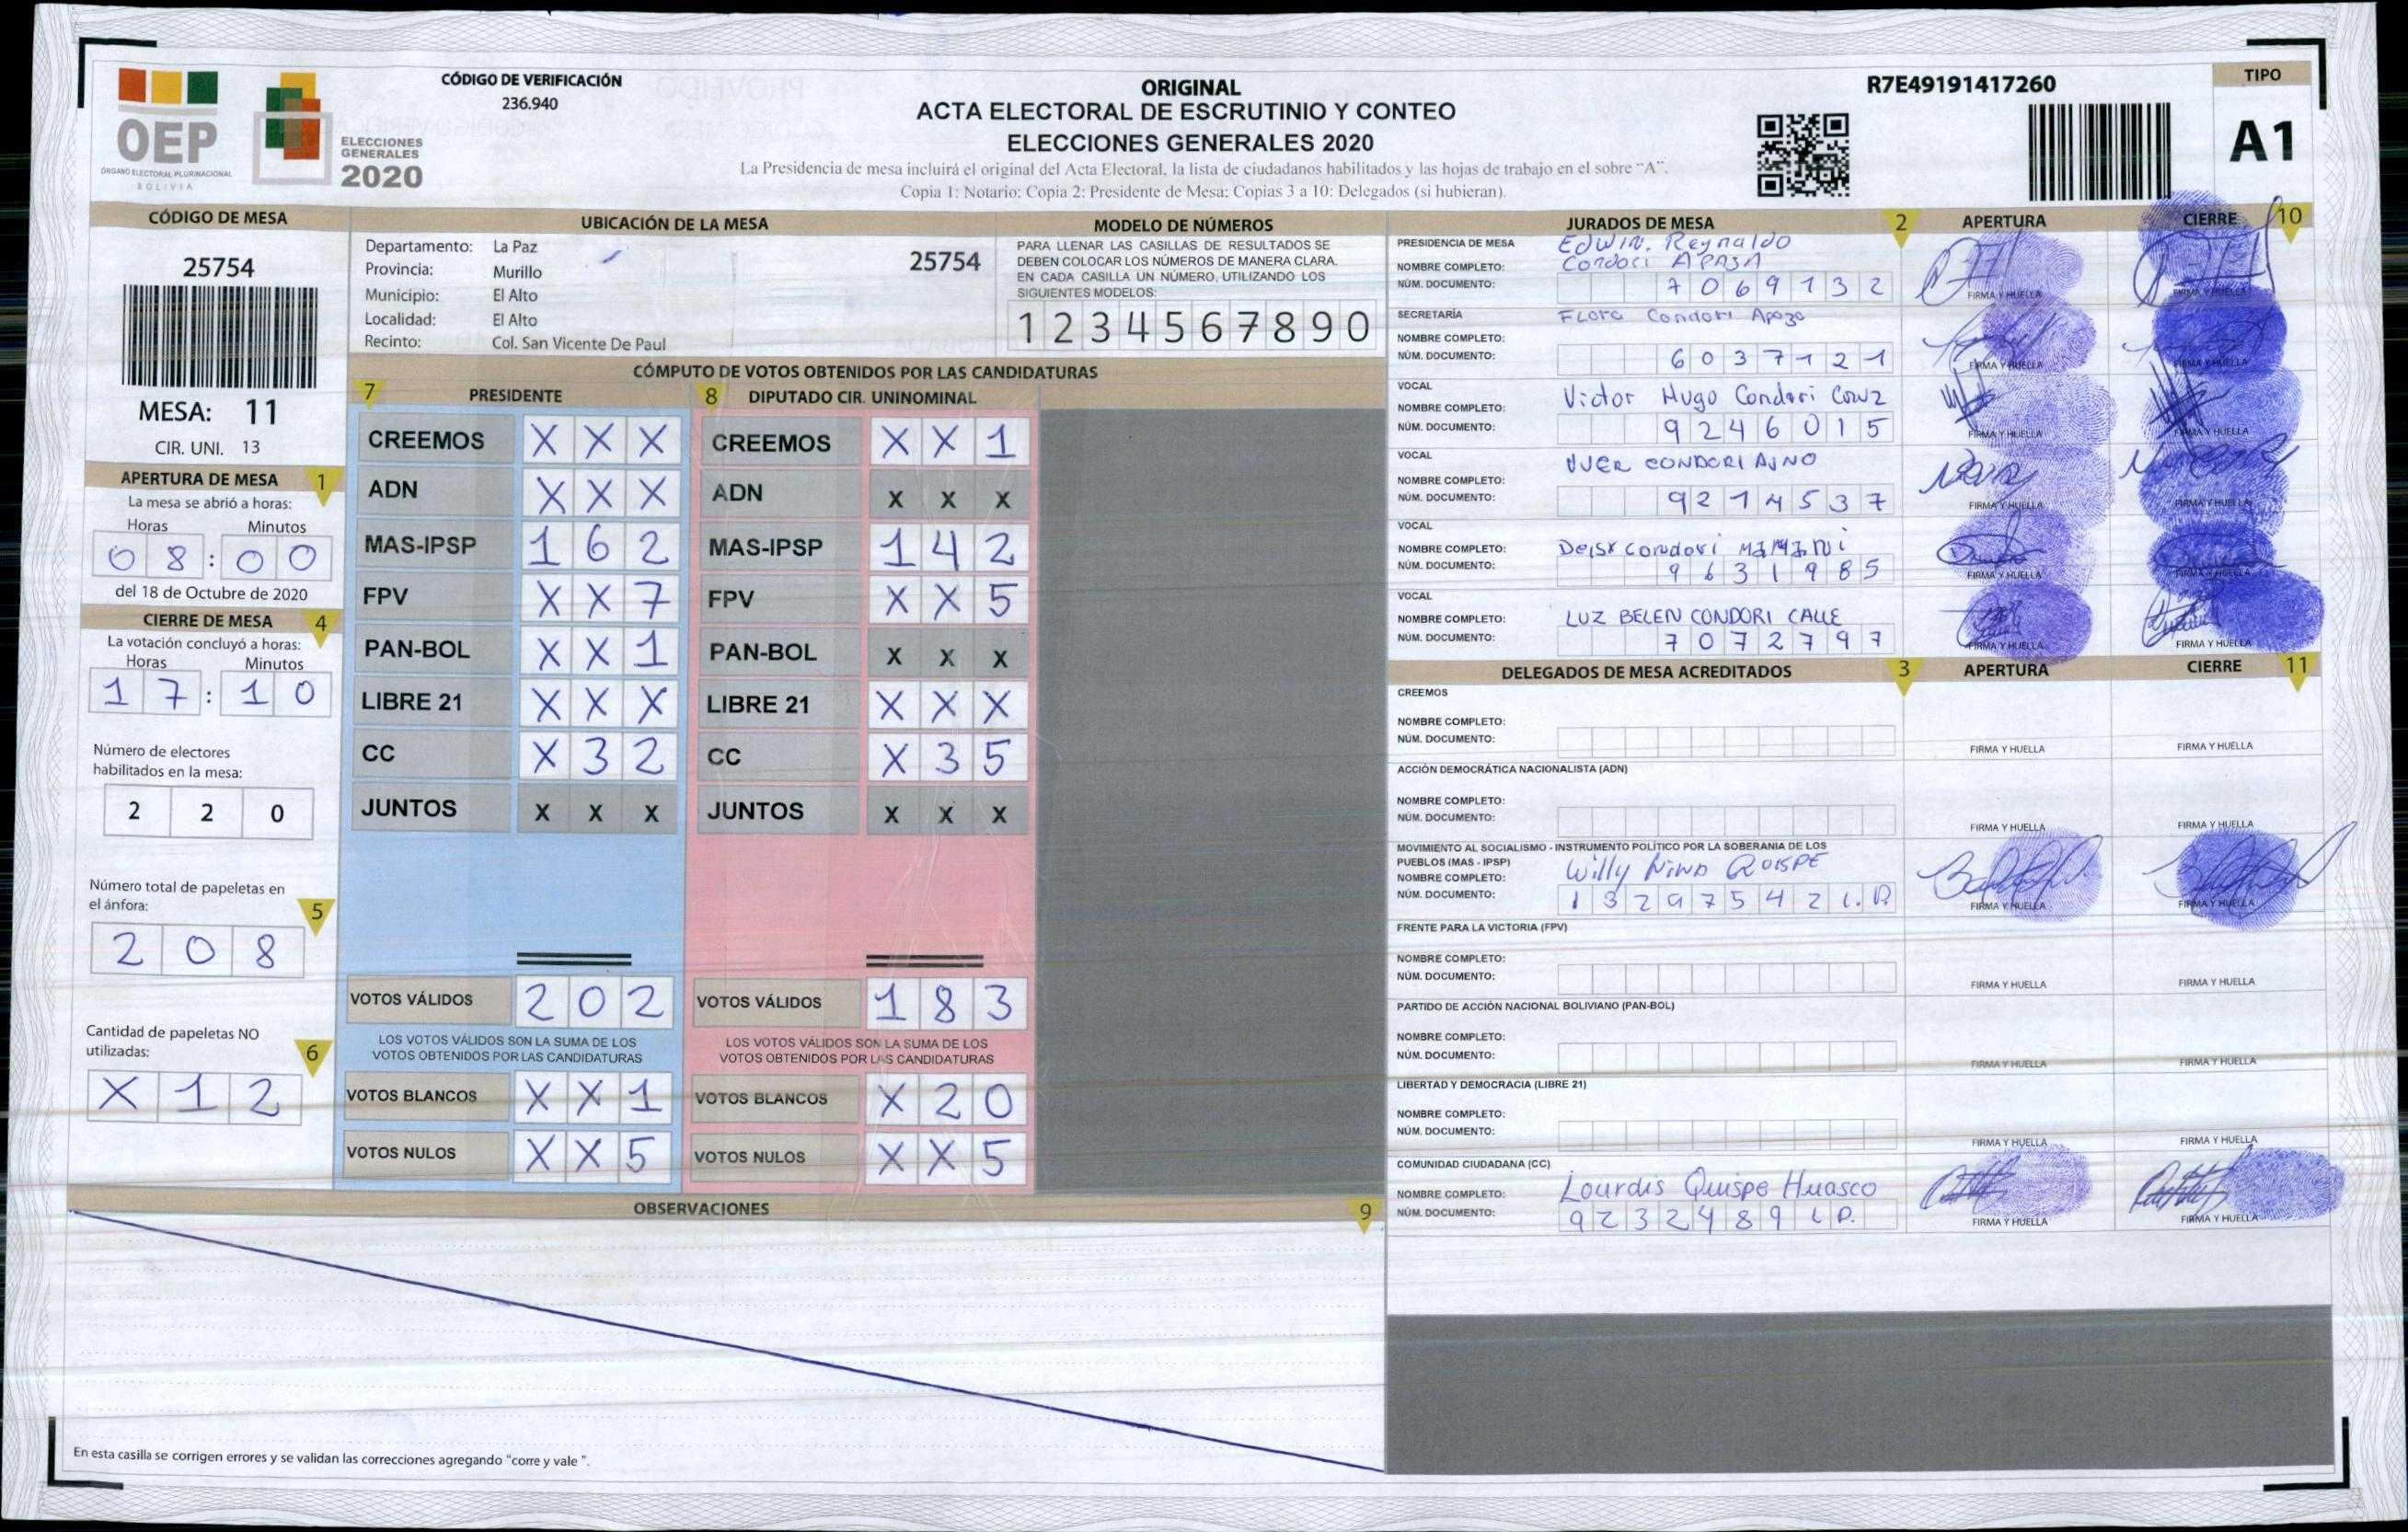 OEP
ÓRGANO ELECTORAL PLURINACIONAL
BOLIVIA
ELECCIONES
GENERALES
2020
CÓDIGO DE VERIFICACIÓN
236.940
ORIGINAL
ACTA ELECTORAL DE ESCRUTINIO Y CONTEO
ELECCIONES GENERALES 2020
La Presidencia de mesa incluirá el original del Acta Electoral, la lista de ciudadanos habilitados y las hojas de trabajo en el sobre "A".
Copia 1: Notario: Copia 2: Presidente de Mesa: Copias 3 a 10: Delegados (si hubieran).
R7E49191417260
TIPO
A1
CÓDIGO DE MESA
25754
MESA: 11
CIR. UNI. 13
APERTURA DE MESA 1
La mesa se abrió a horas:
Horas Minutos
0 8 : 0 0
del 18 de Octubre de 2020
CIERRE DE MESA 4
La votación concluyó a horas:
Horas Minutos
1 7 : 1 0
Número de electores
habilitados en la mesa:
2 2 0
Número total de papeletas en
el ánfora: 5
2 0 8
Cantidad de papeletas NO
utilizadas: 6
X 1 2
UBICACIÓN DE LA MESA
Departamento: La Paz
Provincia: Murillo
Municipio: El Alto
Localidad: El Alto
Recinto: Col. San Vicente De Paul
25754
MODELO DE NÚMEROS
PARA LLENAR LAS CASILLAS DE RESULTADOS SE
DEBEN COLOCAR LOS NÚMEROS DE MANERA CLARA.
EN CADA CASILLA UN NÚMERO, UTILIZANDO LOS
SIGUIENTES MODELOS:
1 2 3 4 5 6 7 8 9 0
CÓMPUTO DE VOTOS OBTENIDOS POR LAS CANDIDATURAS
7 PRESIDENTE
CREEMOS X X X
ADN X X X
MAS-IPSP 1 6 2
FPV X X 7
PAN-BOL X X 1
LIBRE 21 X X X
CC X 3 2
JUNTOS X X X
VOTOS VÁLIDOS 2 0 2
LOS VOTOS VÁLIDOS SON LA SUMA DE LOS
VOTOS OBTENIDOS POR LAS CANDIDATURAS
VOTOS BLANCOS X X 1
VOTOS NULOS X X 5
8 DIPUTADO CIR. UNINOMINAL
CREEMOS X X 1
ADN X X X
MAS-IPSP 1 4 2
FPV X X 5
PAN-BOL X X X
LIBRE 21 X X X
CC X 3 5
JUNTOS X X X
VOTOS VÁLIDOS 1 8 3
LOS VOTOS VÁLIDOS SON LA SUMA DE LOS
VOTOS OBTENIDOS POR LAS CANDIDATURAS
VOTOS BLANCOS X 2 0
VOTOS NULOS X X 5
OBSERVACIONES 9
En esta casilla se corrigen errores y se validan las correcciones agregando "corre y vale ".
JURADOS DE MESA 2 APERTURA CIERRE 10
PRESIDENCIA DE MESA Edwin. Reynaldo
NOMBRE COMPLETO: Condori APAZA
NÚM. DOCUMENTO: 7 0 6 9 1 3 2
FIRMA Y HUELLA FIRMA Y HUELLA
SECRETARÍA Flora Condori Apaza
NOMBRE COMPLETO:
NÚM. DOCUMENTO: 6 0 3 7 1 2 1
FIRMA Y HUELLA FIRMA Y HUELLA
VOCAL
NOMBRE COMPLETO: Victor Hugo Condori Cruz
NÚM. DOCUMENTO: 9 2 4 6 0 1 5
FIRMA Y HUELLA FIRMA Y HUELLA
VOCAL
NOMBRE COMPLETO: CONDORI
NÚM. DOCUMENTO: 9 2 1 4 5 3 7
FIRMA Y HUELLA FIRMA Y HUELLA
VOCAL
NOMBRE COMPLETO: Deisy Condori MAMANI
NÚM. DOCUMENTO: 9 6 3 1 9 8 5
FIRMA Y HUELLA FIRMA Y HUELLA
VOCAL
NOMBRE COMPLETO: LUZ BELEN CONDORI CALLE
NÚM. DOCUMENTO: 7 0 7 2 7 9 7
FIRMA Y HUELLA FIRMA Y HUELLA
DELEGADOS DE MESA ACREDITADOS 3 APERTURA CIERRE 11
CREEMOS
NOMBRE COMPLETO:
NÚM. DOCUMENTO:
FIRMA Y HUELLA FIRMA Y HUELLA
ACCIÓN DEMOCRÁTICA NACIONALISTA (ADN)
NOMBRE COMPLETO:
NÚM. DOCUMENTO:
FIRMA Y HUELLA FIRMA Y HUELLA
MOVIMIENTO AL SOCIALISMO - INSTRUMENTO POLÍTICO POR LA SOBERANIA DE LOS
PUEBLOS (MAS - IPSP)
NOMBRE COMPLETO: Willy Nina QUISPE
NÚM. DOCUMENTO: 1 3 2 9 7 5 4 2 L. P.
FIRMA Y HUELLA FIRMA Y HUELLA
FRENTE PARA LA VICTORIA (FPV)
NOMBRE COMPLETO:
NÚM. DOCUMENTO:
FIRMA Y HUELLA FIRMA Y HUELLA
PARTIDO DE ACCIÓN NACIONAL BOLIVIANO (PAN-BOL)
NOMBRE COMPLETO:
NÚM. DOCUMENTO:
FIRMA Y HUELLA FIRMA Y HUELLA
LIBERTAD Y DEMOCRACIA (LIBRE 21)
NOMBRE COMPLETO:
NÚM. DOCUMENTO:
FIRMA Y HUELLA FIRMA Y HUELLA
COMUNIDAD CIUDADANA (CC)
NOMBRE COMPLETO: Lourdis Quispe Huasco
NÚM. DOCUMENTO: 9 2 3 2 4 8 9 L P.
FIRMA Y HUELLA FIRMA Y HUELLA